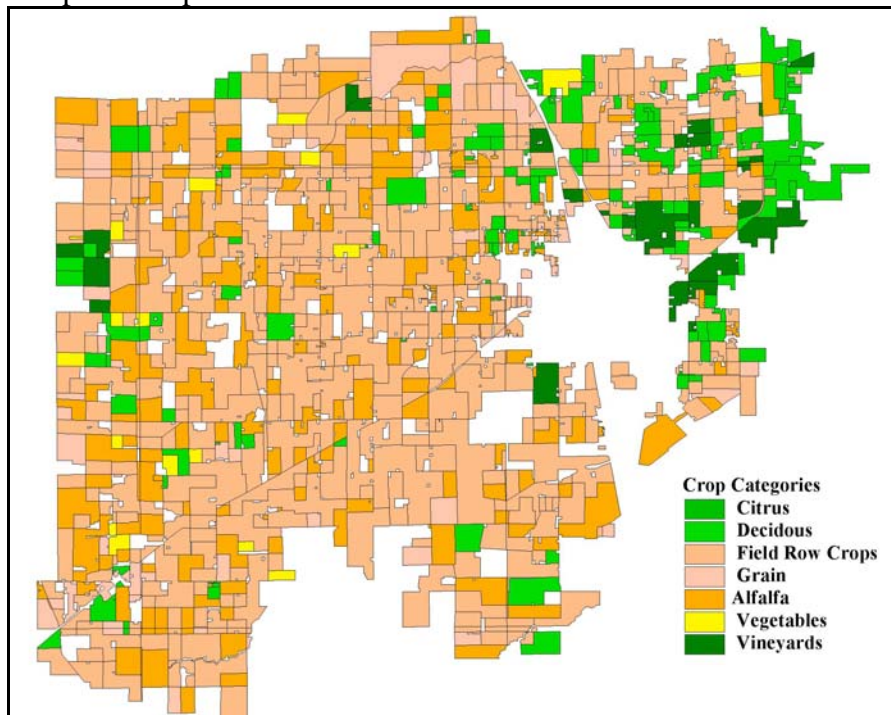 Crop Categories
Citrus
Decidous
Field Row Crops
Grain
Alfalfa
Vegetables
Vineyards